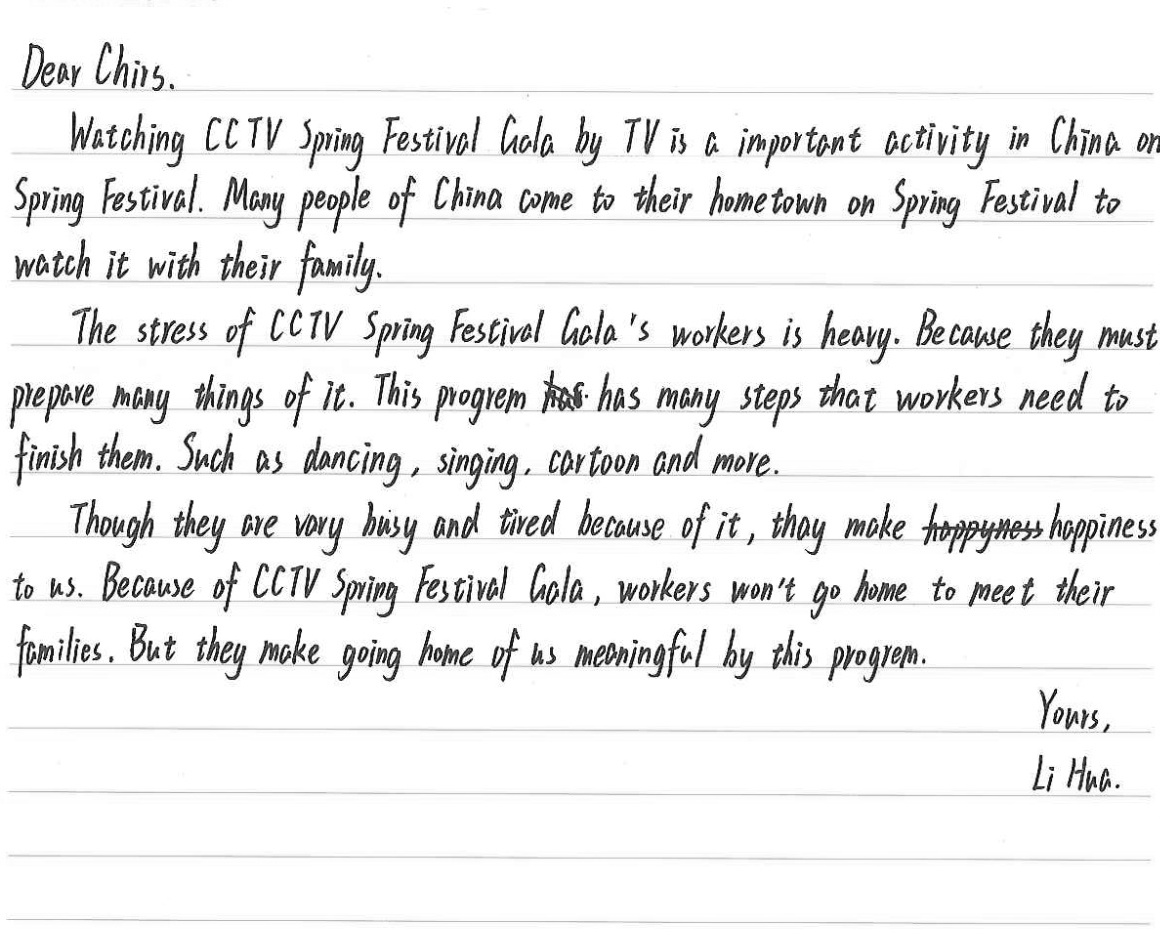 Dear Chirs.
Watching CCTV Spring Festival Gala by TV is a important activity in China on
Spring Festival. Many people of China come to their hometown on Spring Festival to
watch it with their family.
The stress of CCTV Spring Festival Gala's workers is heavy. Because they must
prepare many things of it. This progrem has has many steps that workers need to
finish them. Such as dancing, singing, cartoon and more.
Though they are vary busy and tired because of it, thay make happyness happiness
to us. Because of CCTV Spring Festival Gala, workers won't go home to meet their
families. But they make going home of us meaningful by this progrem.
Yours,
Li Hua.